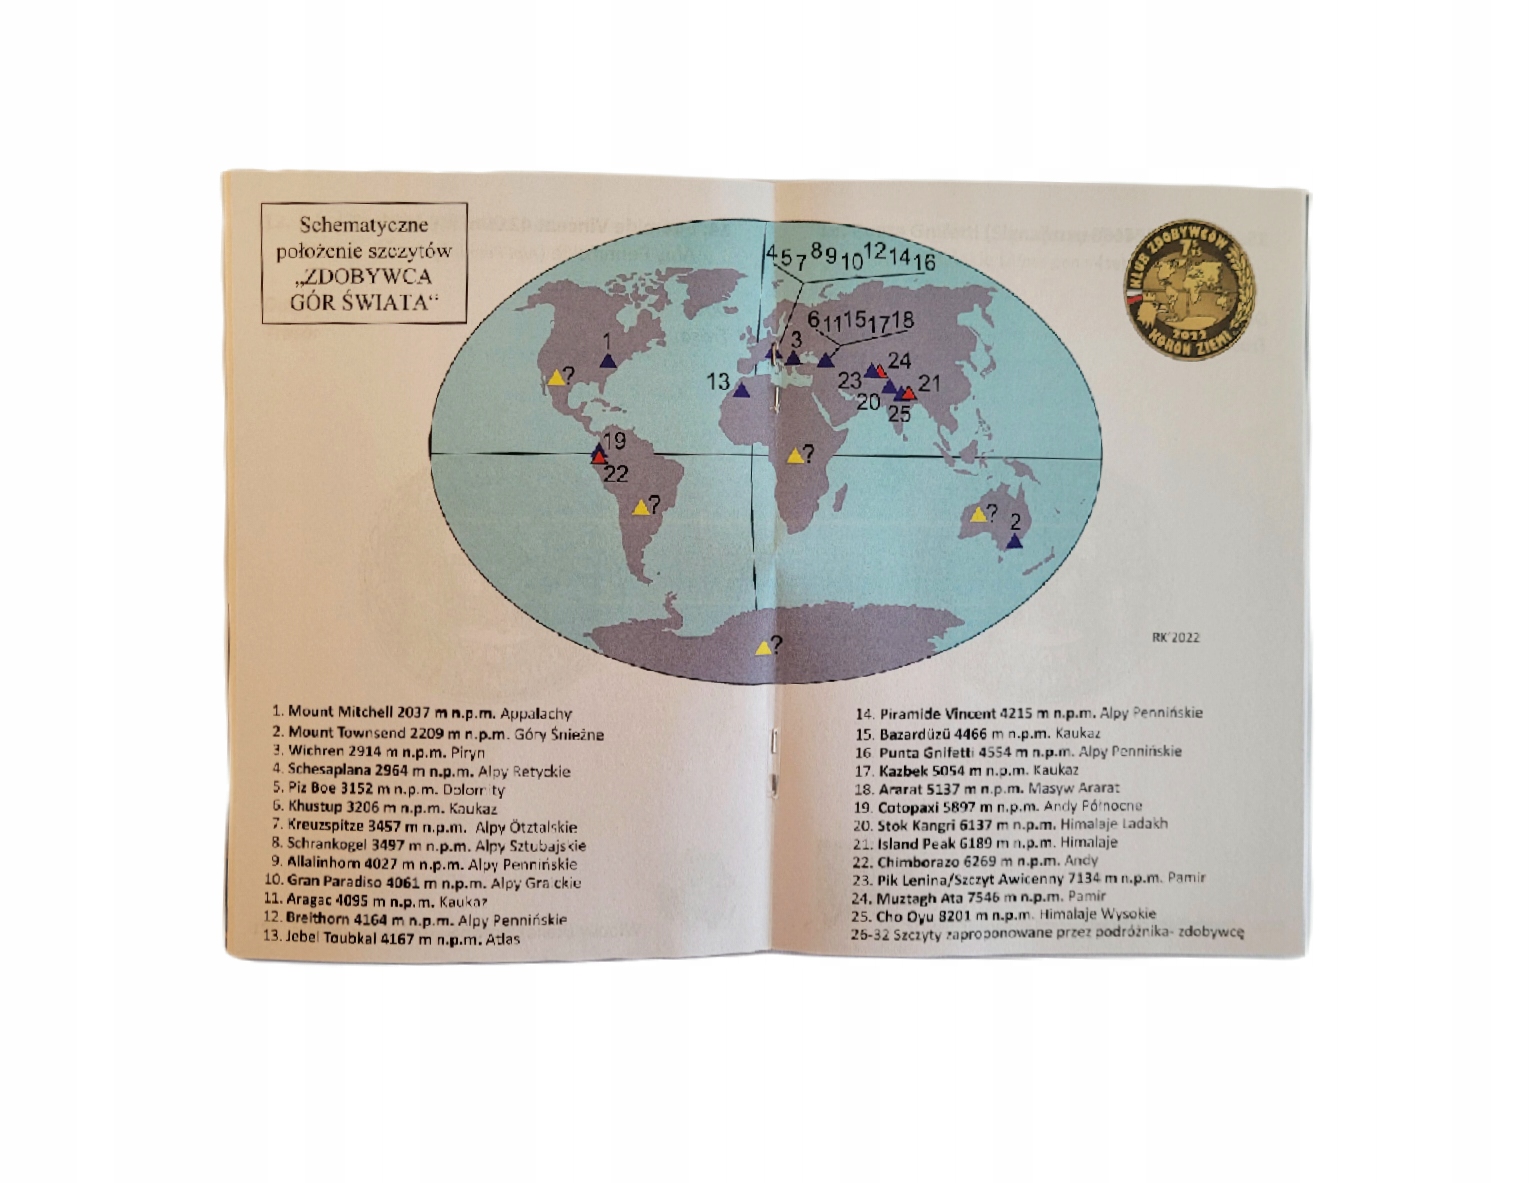 Schematyczne
położenie szczytów
„ZDOBYWCA
GÓR ŚWIATA“
4 5 7 8 9 10 12 14 16
6 11 15 17 18
1
3
?
24
23
21
13
20
25
19
?
22
?
?
2
?
KLUB ZDOBYWCÓW
7
2022
KORON ZIEMI
RK'2022
1. Mount Mitchell 2037 m n.p.m. Appalachy
2. Mount Townsend 2209 m n.p.m. Góry Śnieżne
3. Wichren 2914 m n.p.m. Piryn
4. Schesaplana 2964 m n.p.m. Alpy Retyckie
5. Piz Boe 3152 m n.p.m. Dolomity
6. Khustup 3206 m n.p.m. Kaukaz
7. Kreuzspitze 3457 m n.p.m. Alpy Ötztalskie
8. Schrankogel 3497 m n.p.m. Alpy Sztubajskie
9. Allalinhorn 4027 m n.p.m. Alpy Pennińskie
10. Gran Paradiso 4061 m n.p.m. Alpy Graickie
11. Aragac 4095 m n.p.m. Kaukaz
12. Breithorn 4164 m n.p.m. Alpy Pennińskie
13. Jebel Toubkal 4167 m n.p.m. Atlas
14. Piramide Vincent 4215 m n.p.m. Alpy Pennińskie
15. Bazardüzü 4466 m n.p.m. Kaukaz
16. Punta Gnifetti 4554 m n.p.m. Alpy Pennińskie
17. Kazbek 5054 m n.p.m. Kaukaz
18. Ararat 5137 m n.p.m. Masyw Ararat
19. Cotopaxi 5897 m n.p.m. Andy Północne
20. Stok Kangri 6137 m n.p.m. Himalaje Ladakh
21. Island Peak 6189 m n.p.m. Himalaje
22. Chimborazo 6269 m n.p.m. Andy
23. Pik Lenina/Szczyt Awicenny 7134 m n.p.m. Pamir
24. Muztagh Ata 7546 m n.p.m. Pamir
25. Cho Oyu 8201 m n.p.m. Himalaje Wysokie
26-32 Szczyty zaproponowane przez podróżnika- zdobywcę